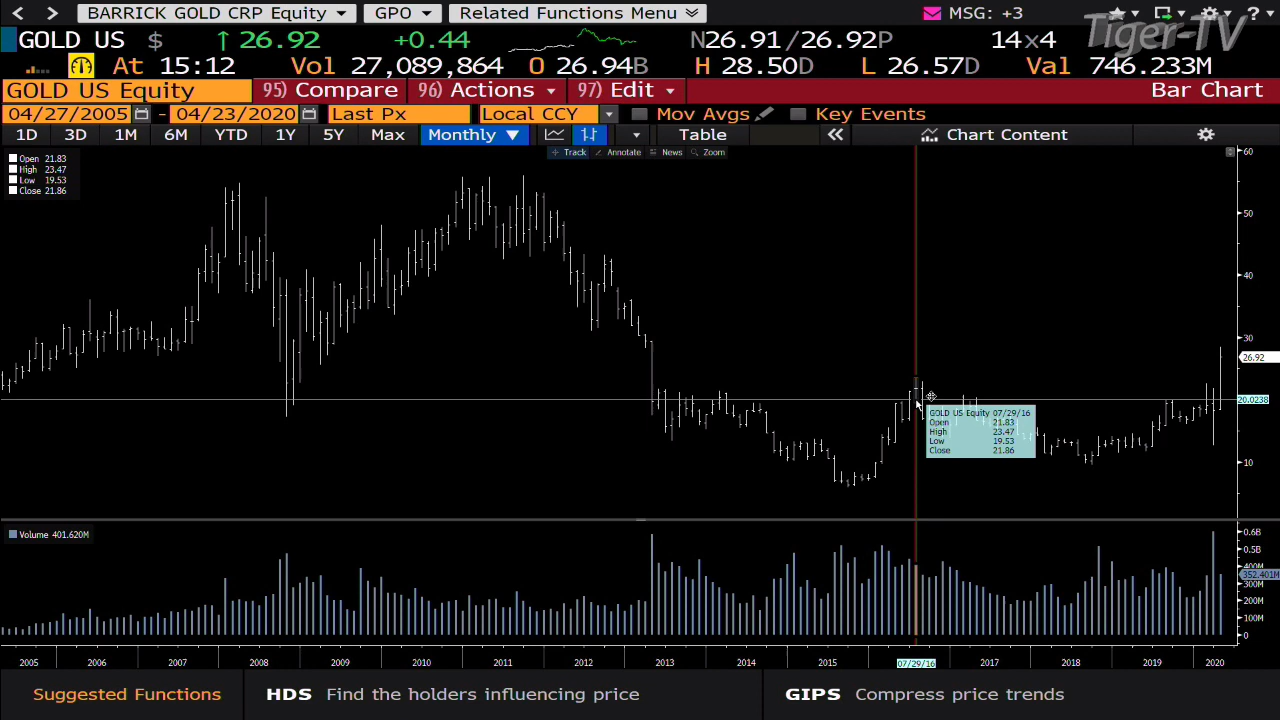 BARRICK GOLD CRP Equity GPO Related Functions Menu MSG: +3 ?
GOLD US $ 26.92 +0.44 N26.91/26.92P 14x4 Tiger-TV
At 15:12 Vol 27,089,864 O 26.94B H 28.50D L 26.57D Val 746.233M
GOLD US Equity 95) Compare 96) Actions 97) Edit Bar Chart
04/27/2005 - 04/23/2020 Last Px Local CCY Mov Avgs Key Events
1D 3D 1M 6M YTD 1Y 5Y Max Monthly ▼ Table « Chart Content
Track Annotate News Zoom
Open 21.83
High 23.47
Low 19.53
Close 21.86
60
50
40
30
26.92
20.0238
10
GOLD US Equity 07/29/16
Open 21.83
High 23.47
Low 19.53
Close 21.86
Volume 401.620M
0.6B
0.5B
400M
352.401M
300M
200M
100M
0
2005 2006 2007 2008 2009 2010 2011 2012 2013 2014 2015 07/29/16 2017 2018 2019 2020
Suggested Functions HDS Find the holders influencing price GIPS Compress price trends